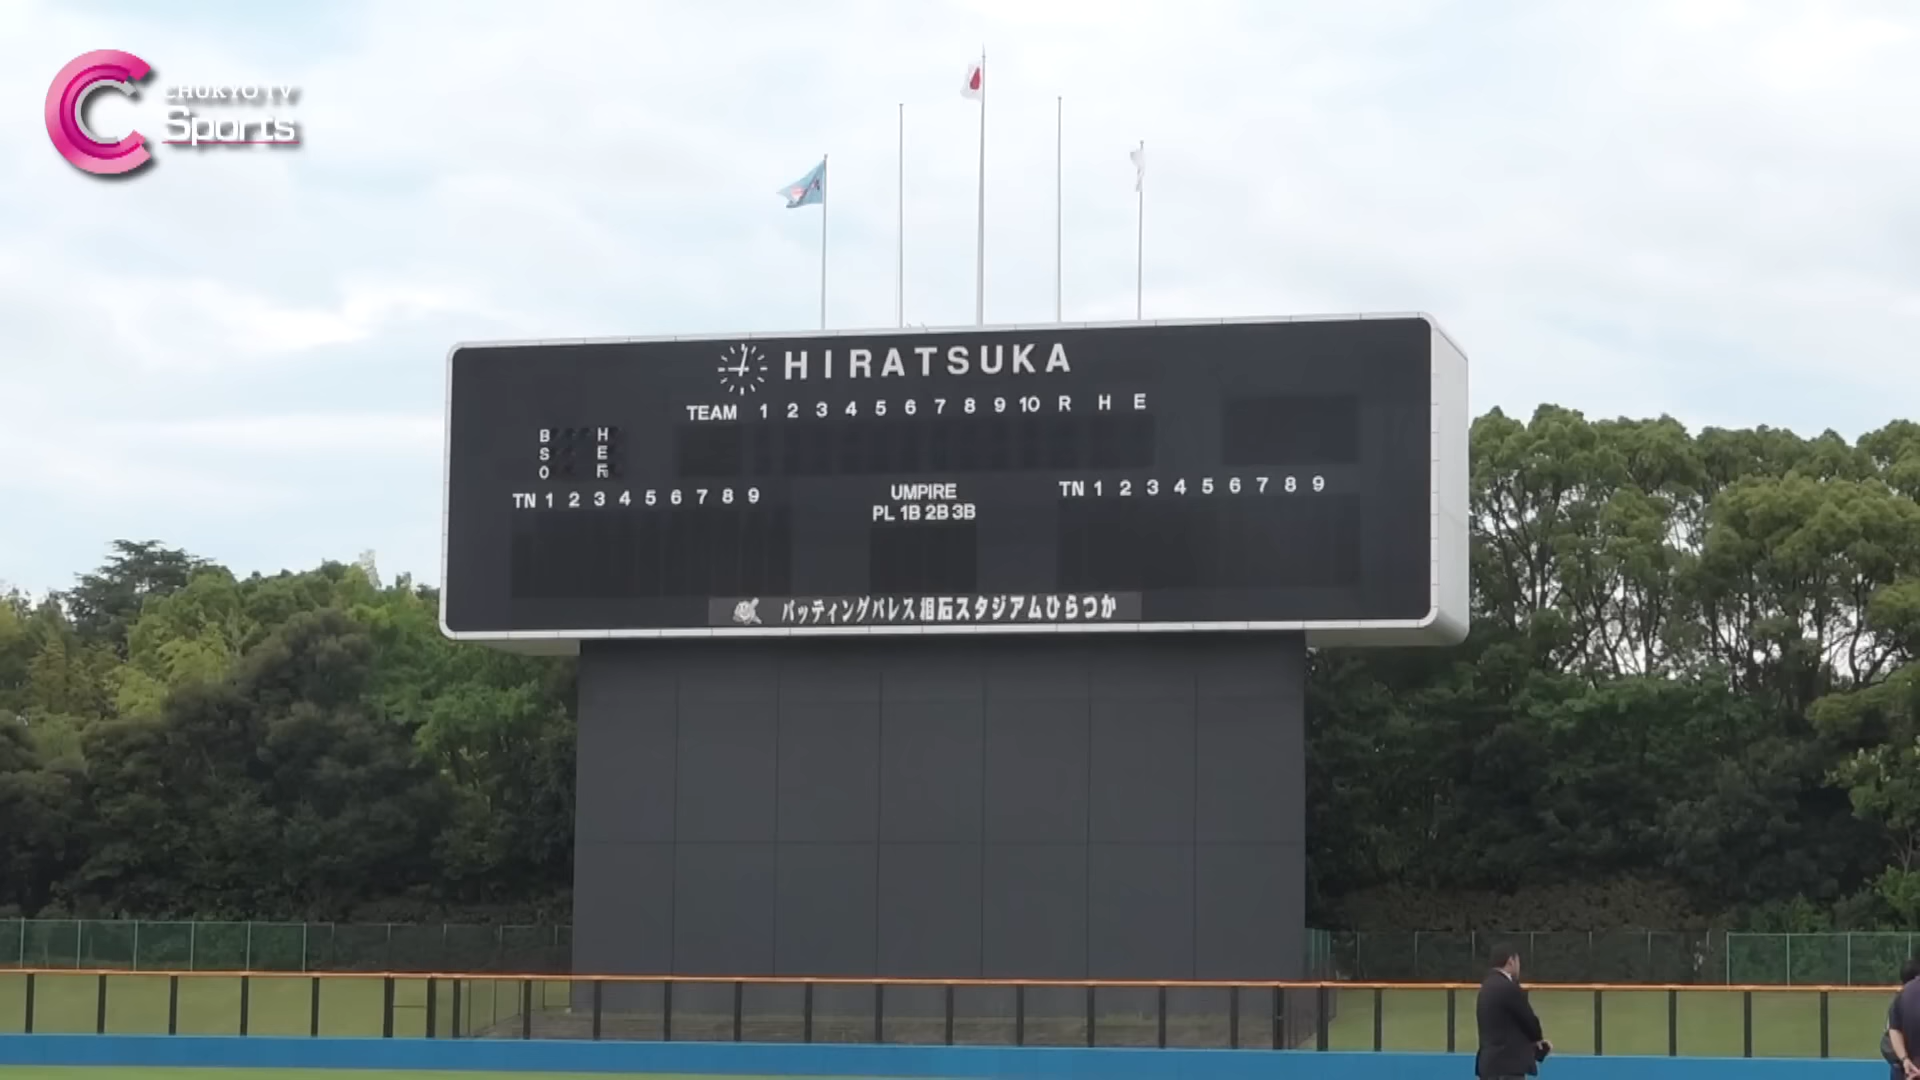 CHUKYO TV
Sports
HIRATSUKA
TEAM 1 2 3 4 5 6 7 8 9 10 R H E
B H
S E
O Fc
TN 1 2 3 4 5 6 7 8 9
UMPIRE
PL 1B 2B 3B
TN 1 2 3 4 5 6 7 8 9
バッティングパレス相石スタジアムひらつか